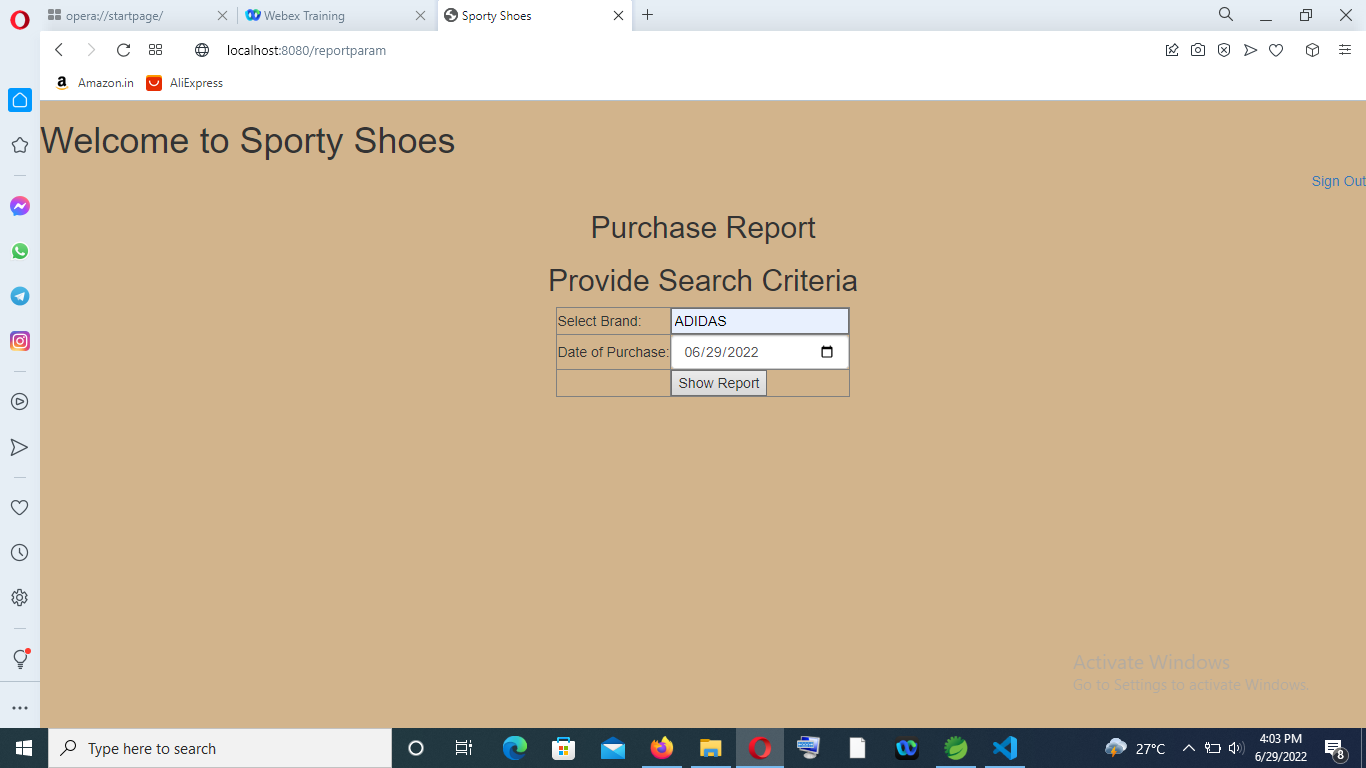 opera://startpage/
Webex Training
Sporty Shoes
localhost:8080/reportparam
Amazon.in
AliExpress
Welcome to Sporty Shoes
Sign Out
Purchase Report
Provide Search Criteria
Select Brand: ADIDAS
Date of Purchase: 06/29/2022
Show Report
Activate Windows
Go to Settings to activate Windows.
Type here to search
27°C
4:03 PM
6/29/2022
8